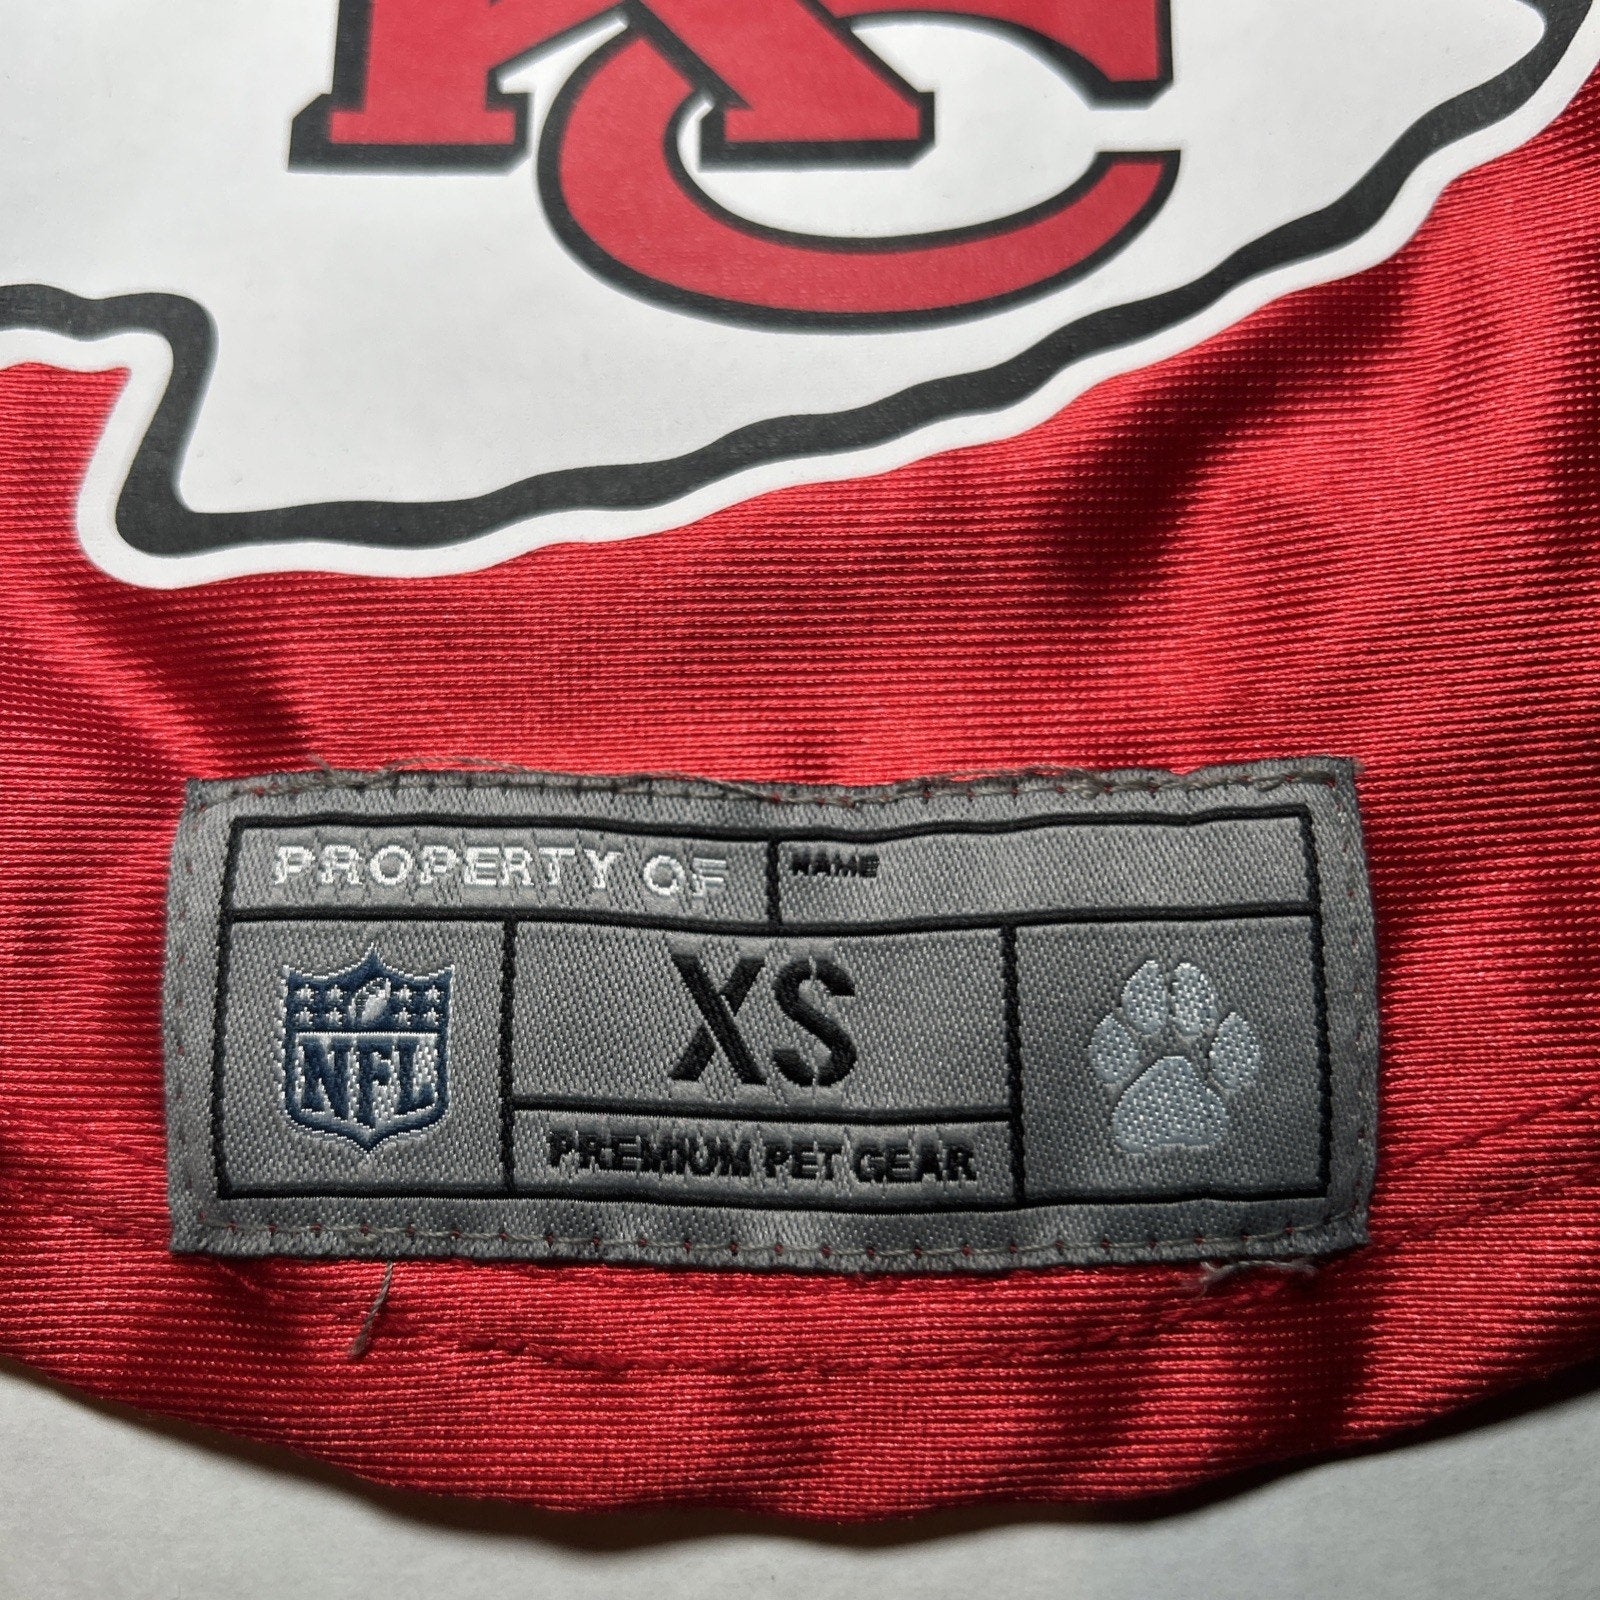 KC
PROPERTY OF
NAME
NFL
XS
PREMIUM PET GEAR